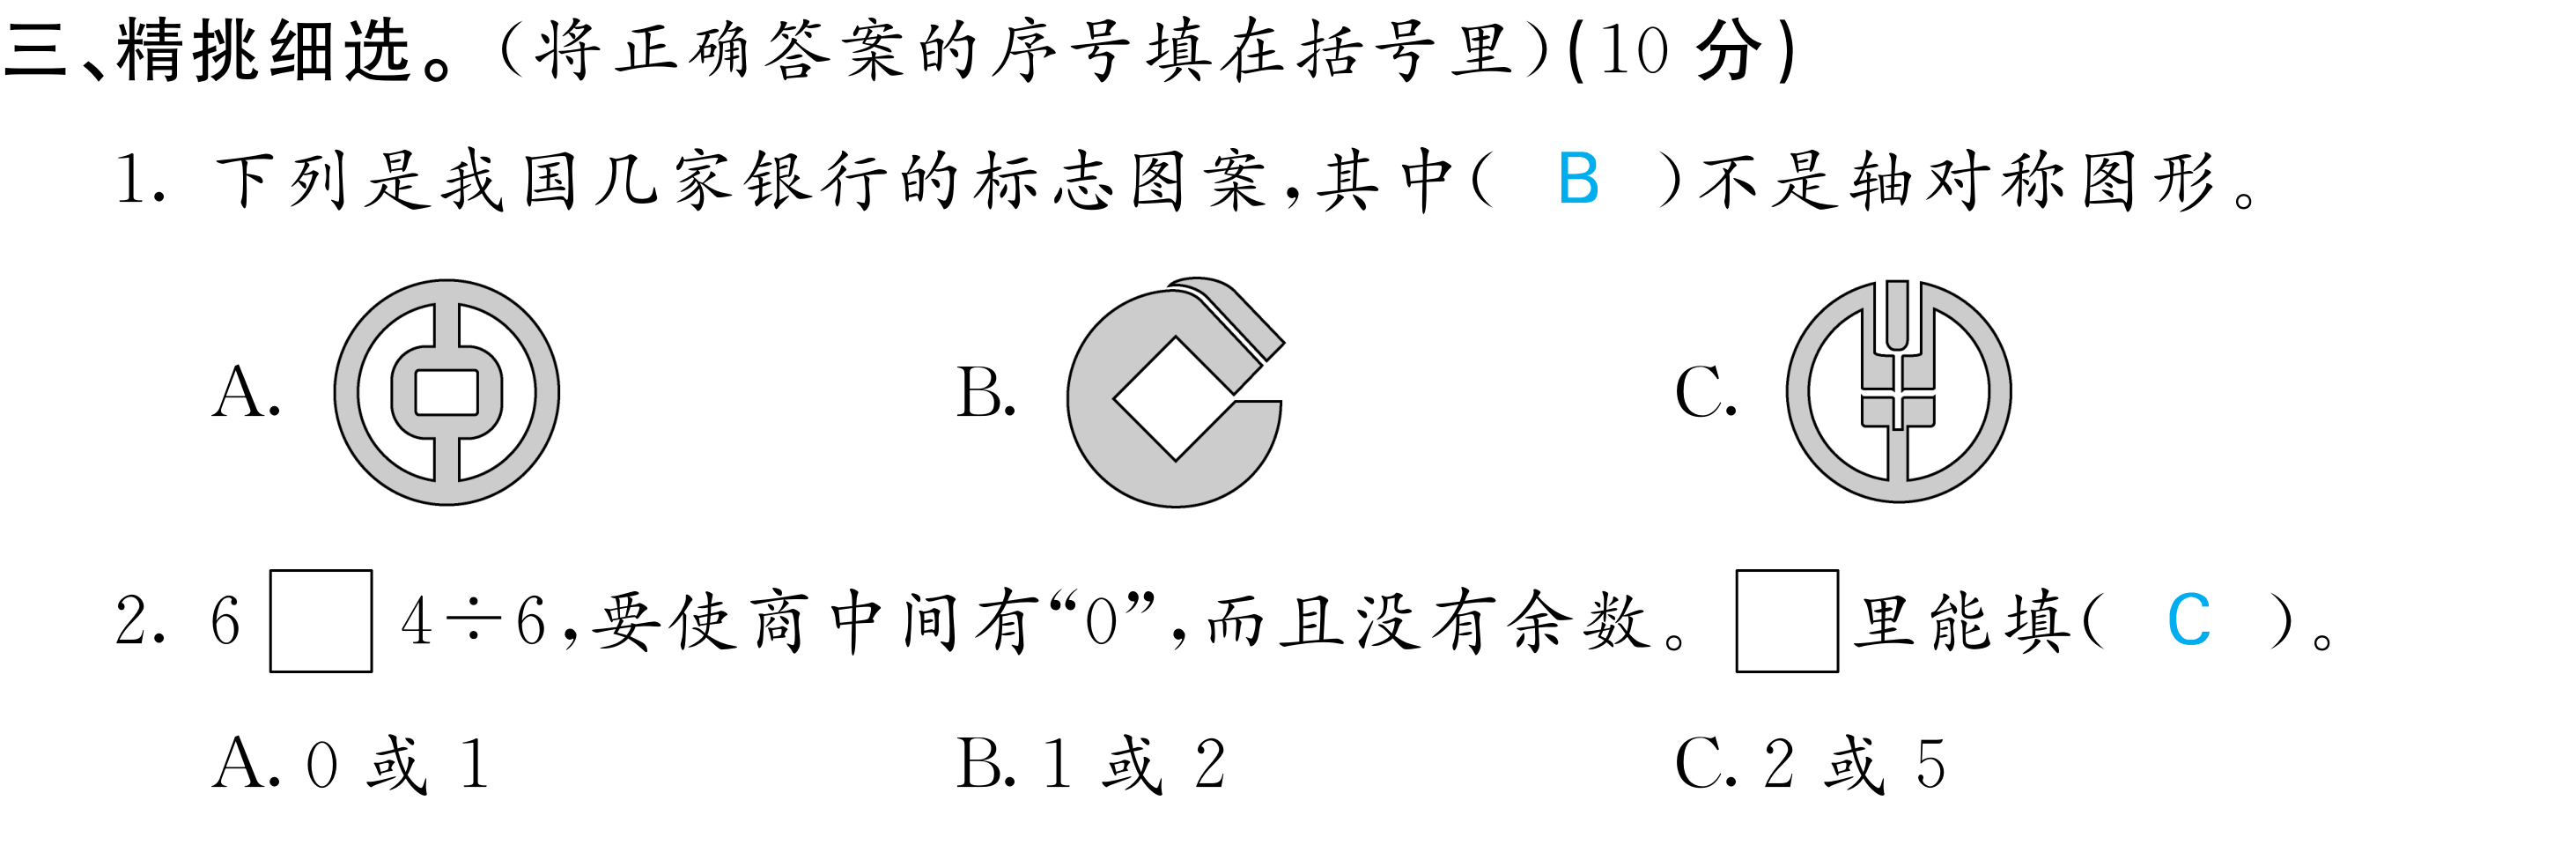 三、精挑细选。(将正确答案的序号填在括号里)(10 分)
1. 下列是我国几家银行的标志图案,其中( B )不是轴对称图形。
A. B. C.
2. 6□4÷6,要使商中间有“0”,而且没有余数。□里能填( C )。
A. 0 或 1 B. 1 或 2 C. 2 或 5